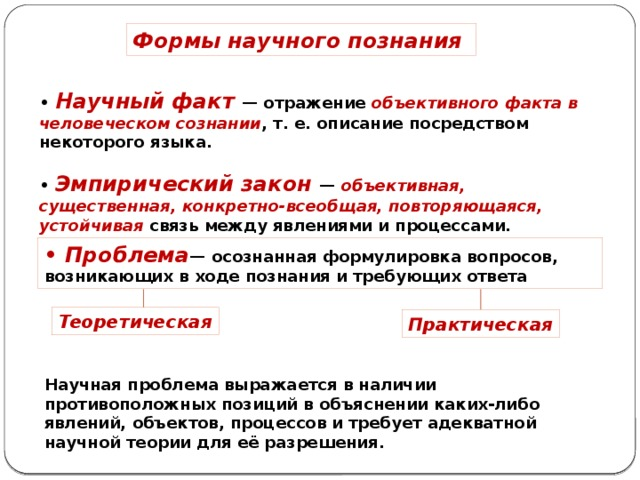 Формы научного познания
• Научный факт — отражение объективного факта в
человеческом сознании, т. е. описание посредством
некоторого языка.
• Эмпирический закон — объективная,
существенная, конкретно-всеобщая, повторяющаяся,
устойчивая связь между явлениями и процессами.
• Проблема— осознанная формулировка вопросов,
возникающих в ходе познания и требующих ответа
Теоретическая
Практическая
Научная проблема выражается в наличии
противоположных позиций в объяснении каких-либо
явлений, объектов, процессов и требует адекватной
научной теории для её разрешения.